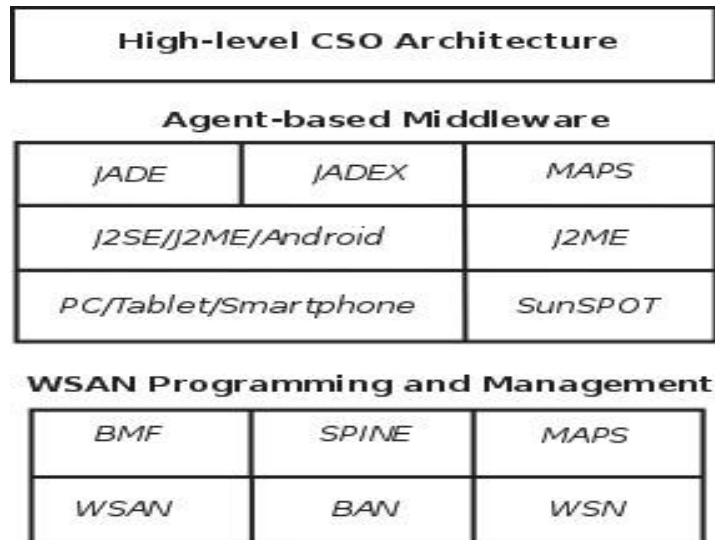 High-level CSO Architecture
Agent-based Middleware
JADE JADEX MAPS
J2SE/J2ME/Android J2ME
PC/Tablet/Smartphone SunSPOT
WSAN Programming and Management
BMF SPINE MAPS
WSAN BAN WSN